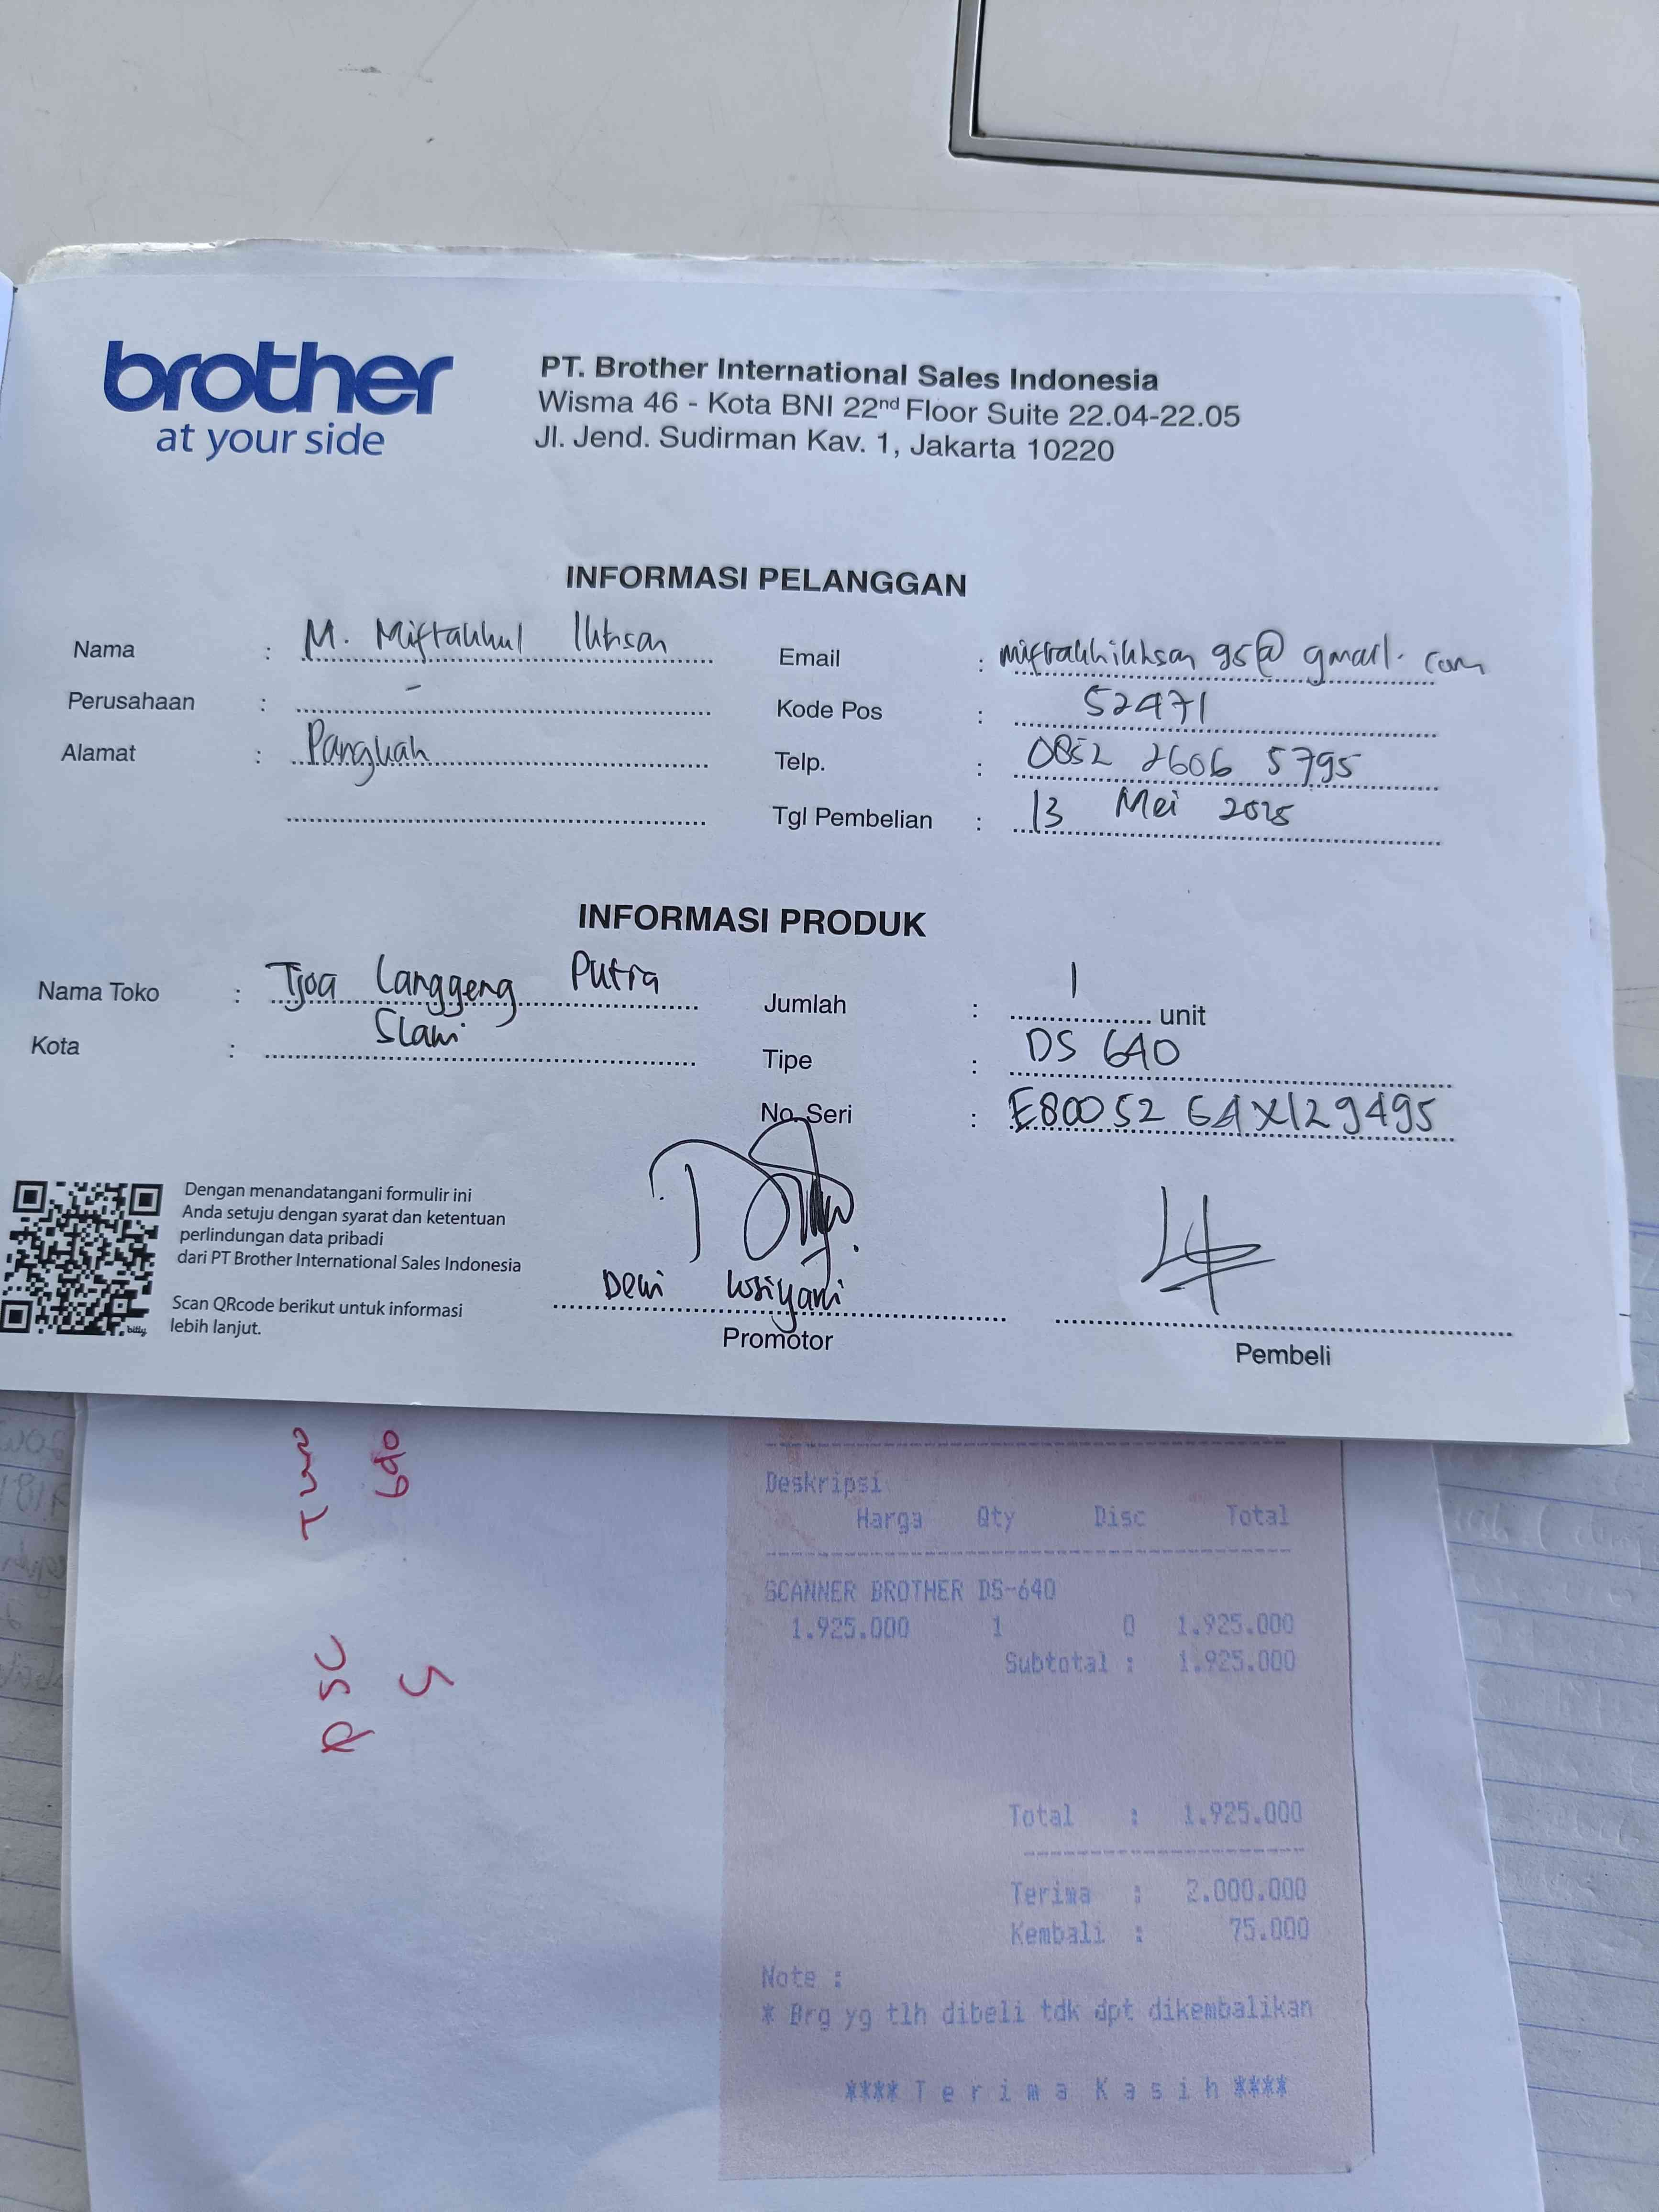 brother
at your side
PT. Brother International Sales Indonesia
Wisma 46 - Kota BNI 22nd Floor Suite 22.04-22.05
Jl. Jend. Sudirman Kav. 1, Jakarta 10220
INFORMASI PELANGGAN
Nama : M. Miftakhul Ikhsan
Perusahaan : -
Alamat : Pangkah
Email : miftakhikhsan95@gmail.com
Kode Pos : 52471
Telp. : 0852 2606 5795
Tgl Pembelian : 13 Mei 2025
INFORMASI PRODUK
Nama Toko : Tjoa Langgeng Putra
Kota : Slawi
Jumlah : 1 unit
Tipe : DS 640
No. Seri : E80052 G4X129495
Dengan menandatangani formulir ini
Anda setuju dengan syarat dan ketentuan
perlindungan data pribadi
dari PT Brother International Sales Indonesia
Scan QRcode berikut untuk informasi
lebih lanjut.
bitly
Dewi
Promotor
Pembeli
640
Deskripsi
Harga Qty Disc Total
SCANNER BROTHER DS-640
1.925.000 1 0 1.925.000
Subtotal : 1.925.000
Total : 1.925.000
Terima : 2.000.000
Kembali : 75.000
Note :
* Brg yg tlh dibeli tdk dpt dikembalikan
**** T e r i m a K a s i h ****